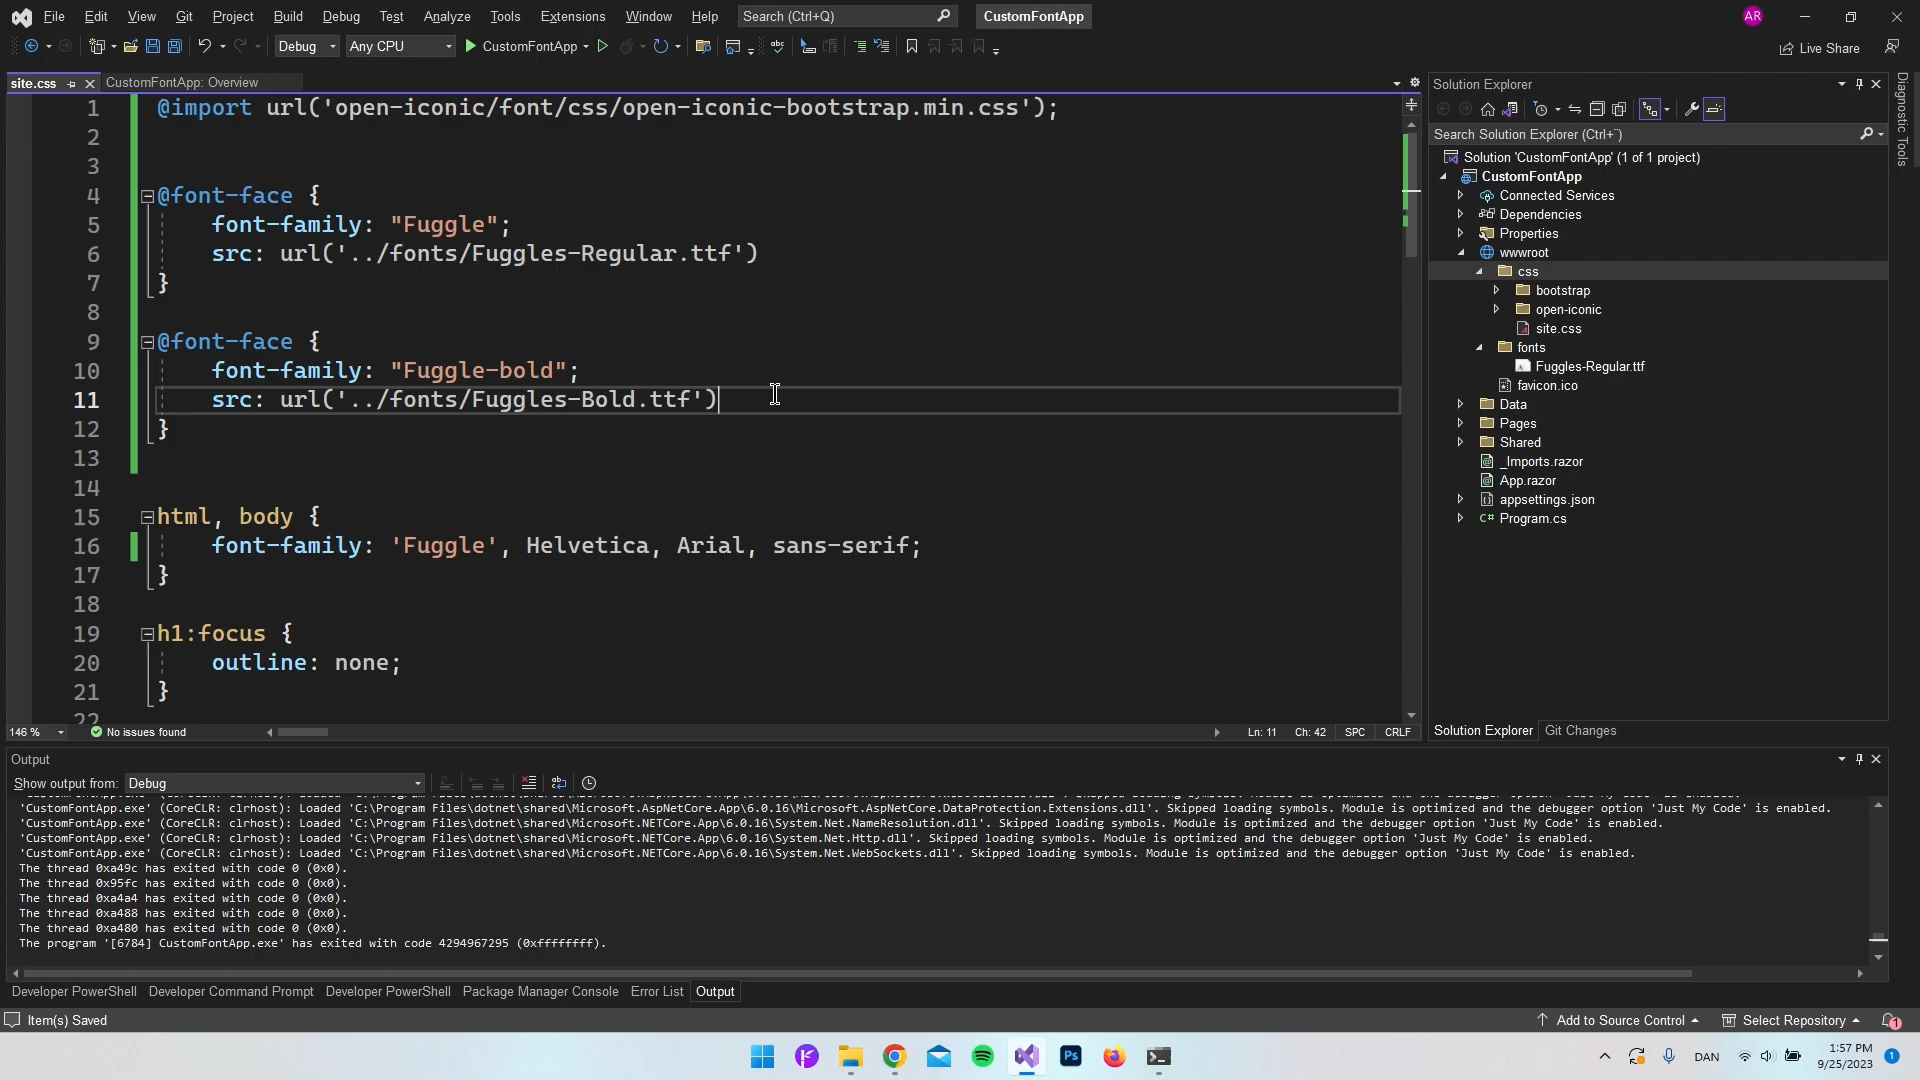 File Edit View Git Project Build Debug Test Analyze Tools Extensions Window Help Search (Ctrl+Q) CustomFontApp AR
Debug Any CPU CustomFontApp Live Share
site.css CustomFontApp: Overview
1 @import url('open-iconic/font/css/open-iconic-bootstrap.min.css');
2
3
4 @font-face {
5 font-family: "Fuggle";
6 src: url('../fonts/Fuggles-Regular.ttf')
7 }
8
9 @font-face {
10 font-family: "Fuggle-bold";
11 src: url('../fonts/Fuggles-Bold.ttf')
12 }
13
14
15 html, body {
16 font-family: 'Fuggle', Helvetica, Arial, sans-serif;
17 }
18
19 h1:focus {
20 outline: none;
21 }
22
146 % No issues found Ln: 11 Ch: 42 SPC CRLF
Solution Explorer
Search Solution Explorer (Ctrl+¨)
Solution 'CustomFontApp' (1 of 1 project)
CustomFontApp
Connected Services
Dependencies
Properties
wwwroot
css
bootstrap
open-iconic
site.css
fonts
Fuggles-Regular.ttf
favicon.ico
Data
Pages
Shared
_Imports.razor
App.razor
appsettings.json
C# Program.cs
Solution Explorer Git Changes
Diagnostic Tools
Output
Show output from: Debug
'CustomFontApp.exe' (CoreCLR: clrhost): Loaded 'C:\Program Files\dotnet\shared\Microsoft.AspNetCore.App\6.0.16\Microsoft.AspNetCore.DataProtection.Extensions.dll'. Skipped loading symbols. Module is optimized and the debugger option 'Just My Code' is enabled.
'CustomFontApp.exe' (CoreCLR: clrhost): Loaded 'C:\Program Files\dotnet\shared\Microsoft.NETCore.App\6.0.16\System.Net.NameResolution.dll'. Skipped loading symbols. Module is optimized and the debugger option 'Just My Code' is enabled.
'CustomFontApp.exe' (CoreCLR: clrhost): Loaded 'C:\Program Files\dotnet\shared\Microsoft.NETCore.App\6.0.16\System.Net.Http.dll'. Skipped loading symbols. Module is optimized and the debugger option 'Just My Code' is enabled.
'CustomFontApp.exe' (CoreCLR: clrhost): Loaded 'C:\Program Files\dotnet\shared\Microsoft.NETCore.App\6.0.16\System.Net.WebSockets.dll'. Skipped loading symbols. Module is optimized and the debugger option 'Just My Code' is enabled.
The thread 0xa49c has exited with code 0 (0x0).
The thread 0x95fc has exited with code 0 (0x0).
The thread 0xa4a4 has exited with code 0 (0x0).
The thread 0xa488 has exited with code 0 (0x0).
The thread 0xa480 has exited with code 0 (0x0).
The program '[6784] CustomFontApp.exe' has exited with code 4294967295 (0xffffffff).
Developer PowerShell Developer Command Prompt Developer PowerShell Package Manager Console Error List Output
Item(s) Saved Add to Source Control Select Repository 1
Ps DAN 1:57 PM 1
9/25/2023